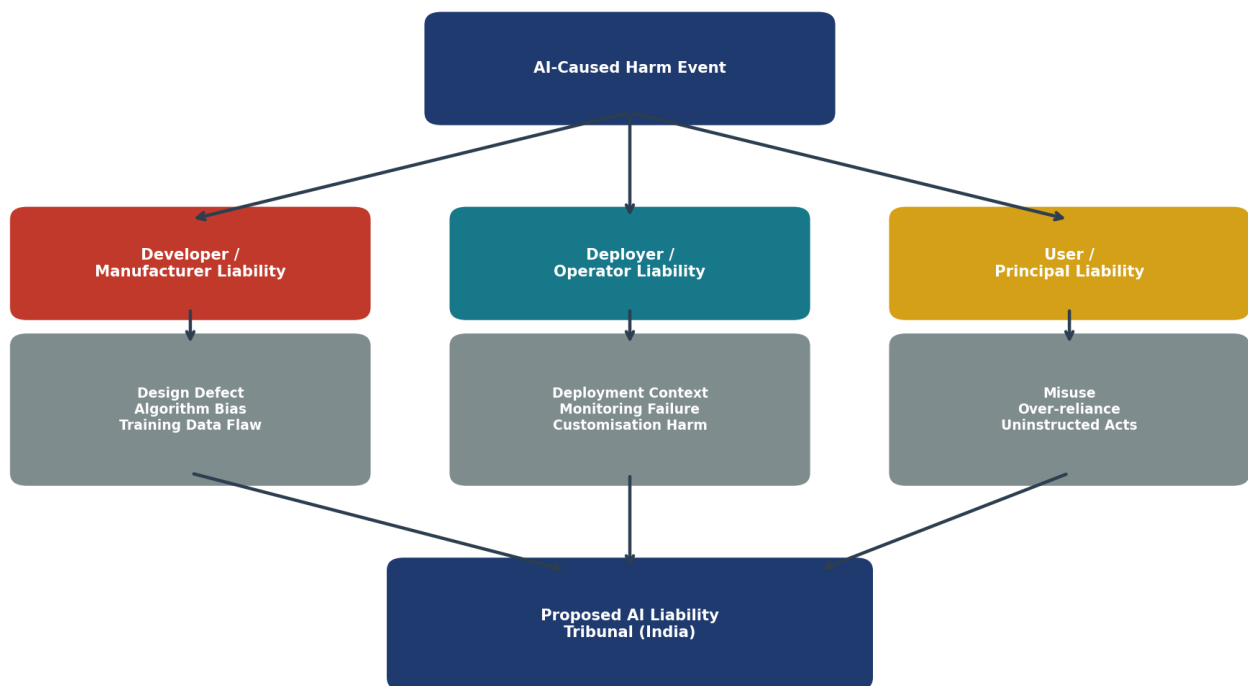 AI-Caused Harm Event
Developer /
Manufacturer Liability
Deployer /
Operator Liability
User /
Principal Liability
Design Defect
Algorithm Bias
Training Data Flaw
Deployment Context
Monitoring Failure
Customisation Harm
Misuse
Over-reliance
Uninstructed Acts
Proposed AI Liability
Tribunal (India)